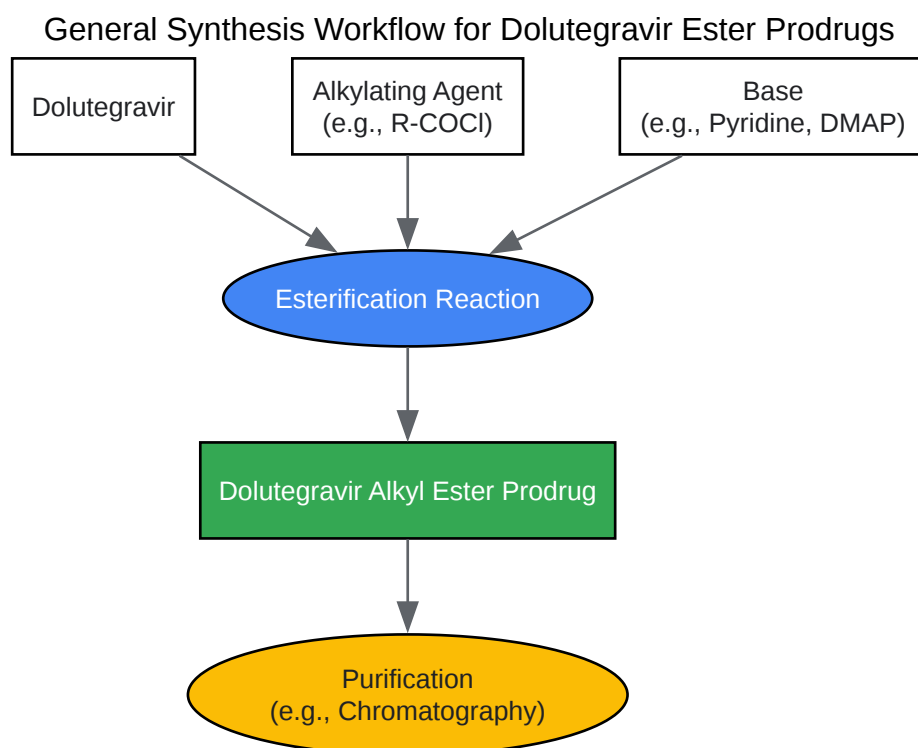 General Synthesis Workflow for Dolutegravir Ester Prodrugs
Dolutegravir
Alkylating Agent
(e.g., R-COCl)
Base
(e.g., Pyridine, DMAP)
Esterification Reaction
Dolutegravir Alkyl Ester Prodrug
Purification
(e.g., Chromatography)